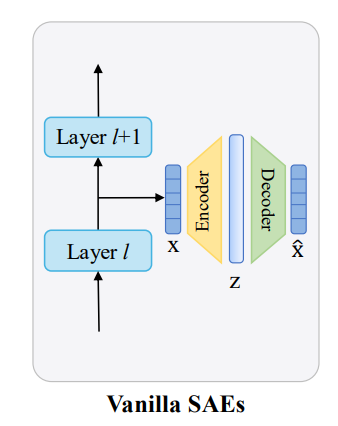 Layer l+1
Layer l
x
Encoder
z
Decoder
x̂
Vanilla SAEs